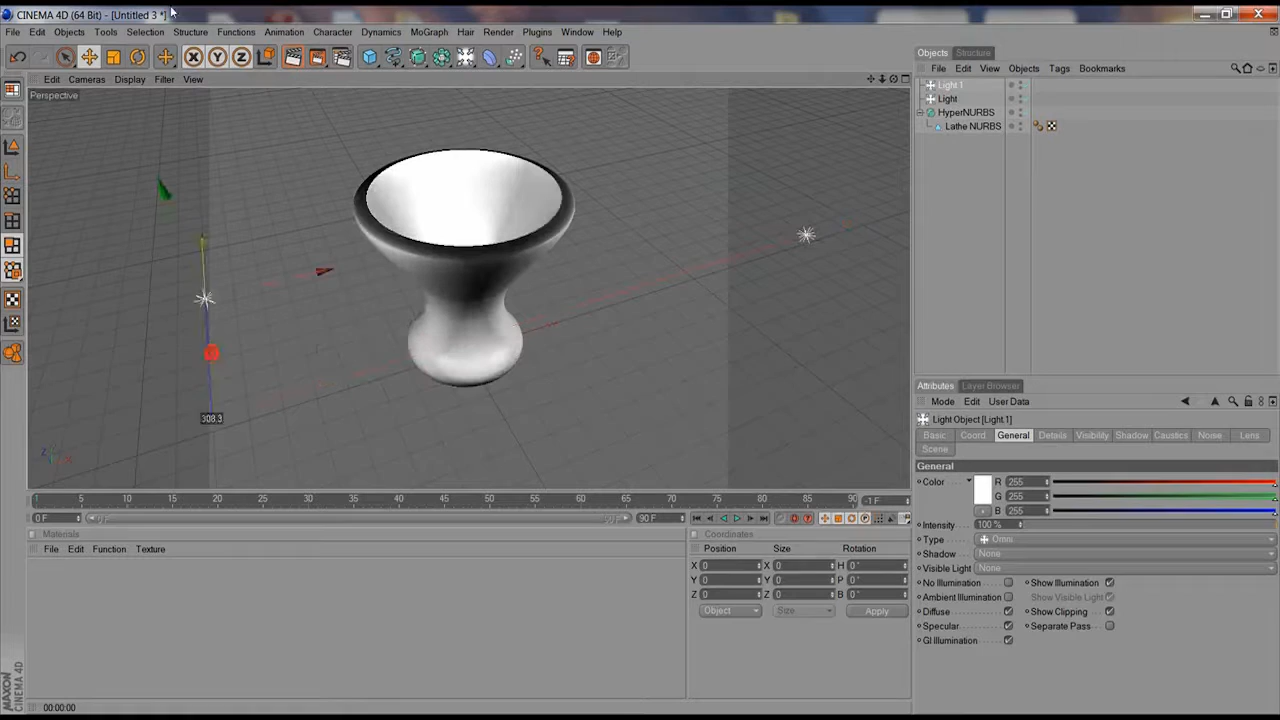 CINEMA 4D (64 Bit) - [Untitled 3 *]
File Edit Objects Tools Selection Structure Functions Animation Character Dynamics MoGraph Hair Render Plugins Window Help
Objects Structure
File Edit View Objects Tags Bookmarks
Edit Cameras Display Filter View
Perspective
Light 1
Light
HyperNURBS
Lathe NURBS
308.3
Attributes Layer Browser
Mode Edit User Data
Light Object [Light.1]
Basic Coord General Details Visibility Shadow Caustics Noise Lens
Scene
General
Color R 255
G 255
B 255
Intensity 100 %
Type Omni
Shadow None
Visible Light None
No Illumination Show Illumination
Ambient Illumination Show Visible Light
Diffuse Show Clipping
Specular Separate Pass
GI Illumination
1 5 10 15 20 25 30 35 40 45 50 55 60 65 70 75 80 85 90 -1 F
0 F 90 F
Materials
File Edit Function Texture
Coordinates
Position Size Rotation
X 0 X 0 H 0 °
Y 0 Y 0 P 0 °
Z 0 Z 0 B 0 °
Object Size Apply
MAXON
CINEMA 4D
00:00:00